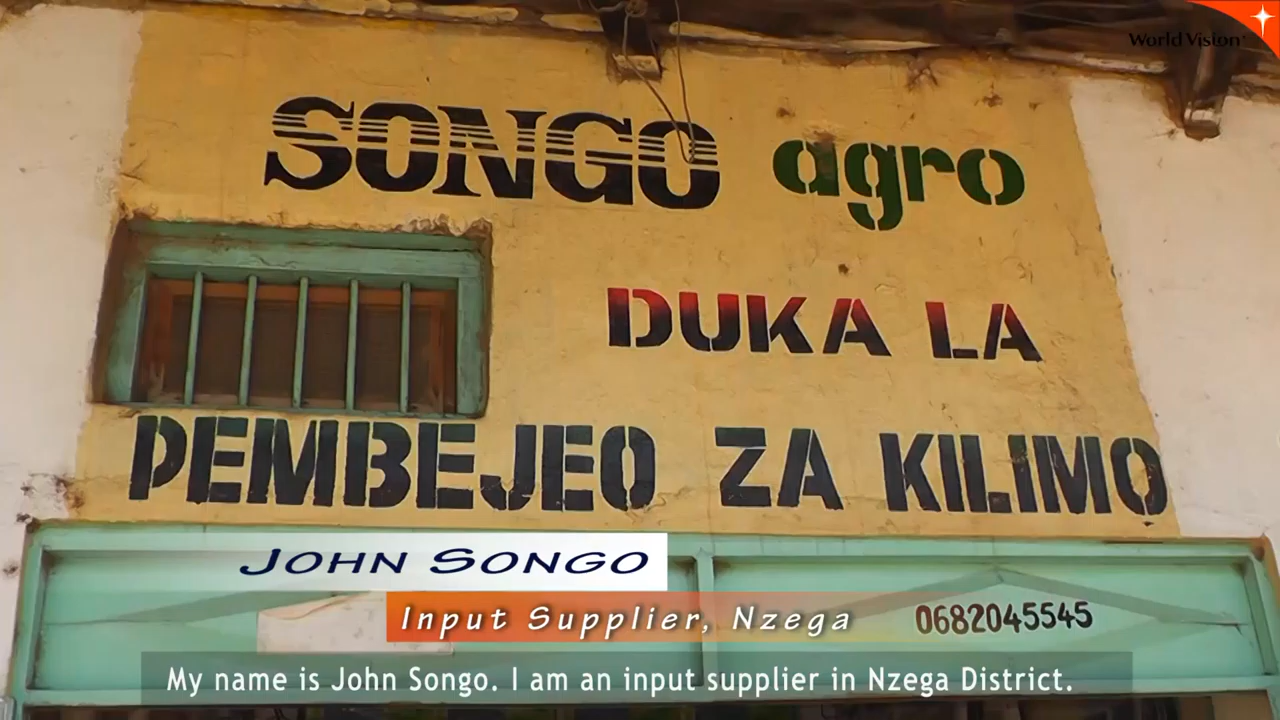 World Vision
SONGO agro
DUKA LA
PEMBEJEO ZA KILIMO
John Songo
Input Supplier, Nzega
0682045545
My name is John Songo. I am an input supplier in Nzega District.